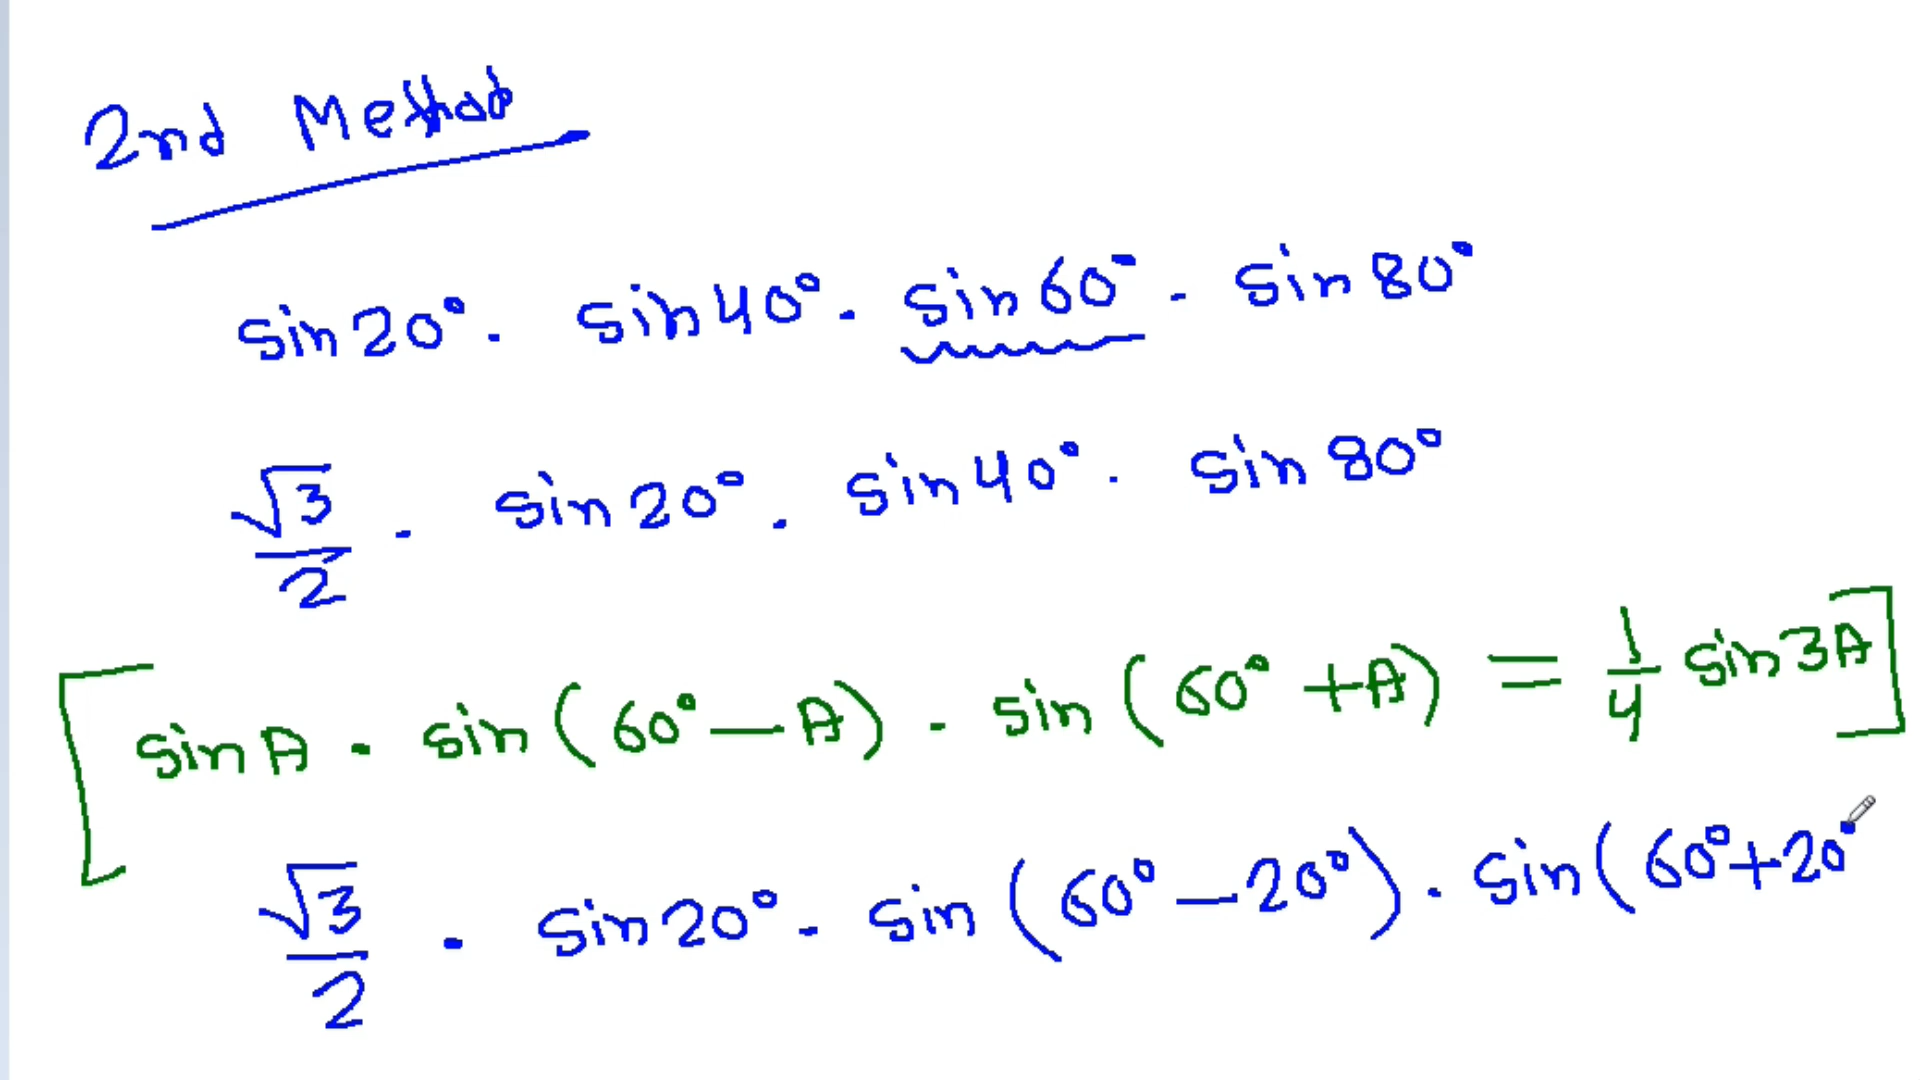 2nd Method
sin 20° . sin 40° . sin 60° . sin 80°
√3/2 . sin 20° . sin 40° . sin 80°
[ sin A . sin (60° − A) . sin (60° + A) = 1/4 sin 3A ]
√3/2 . sin 20° . sin (60° − 20°) . sin (60° + 20°